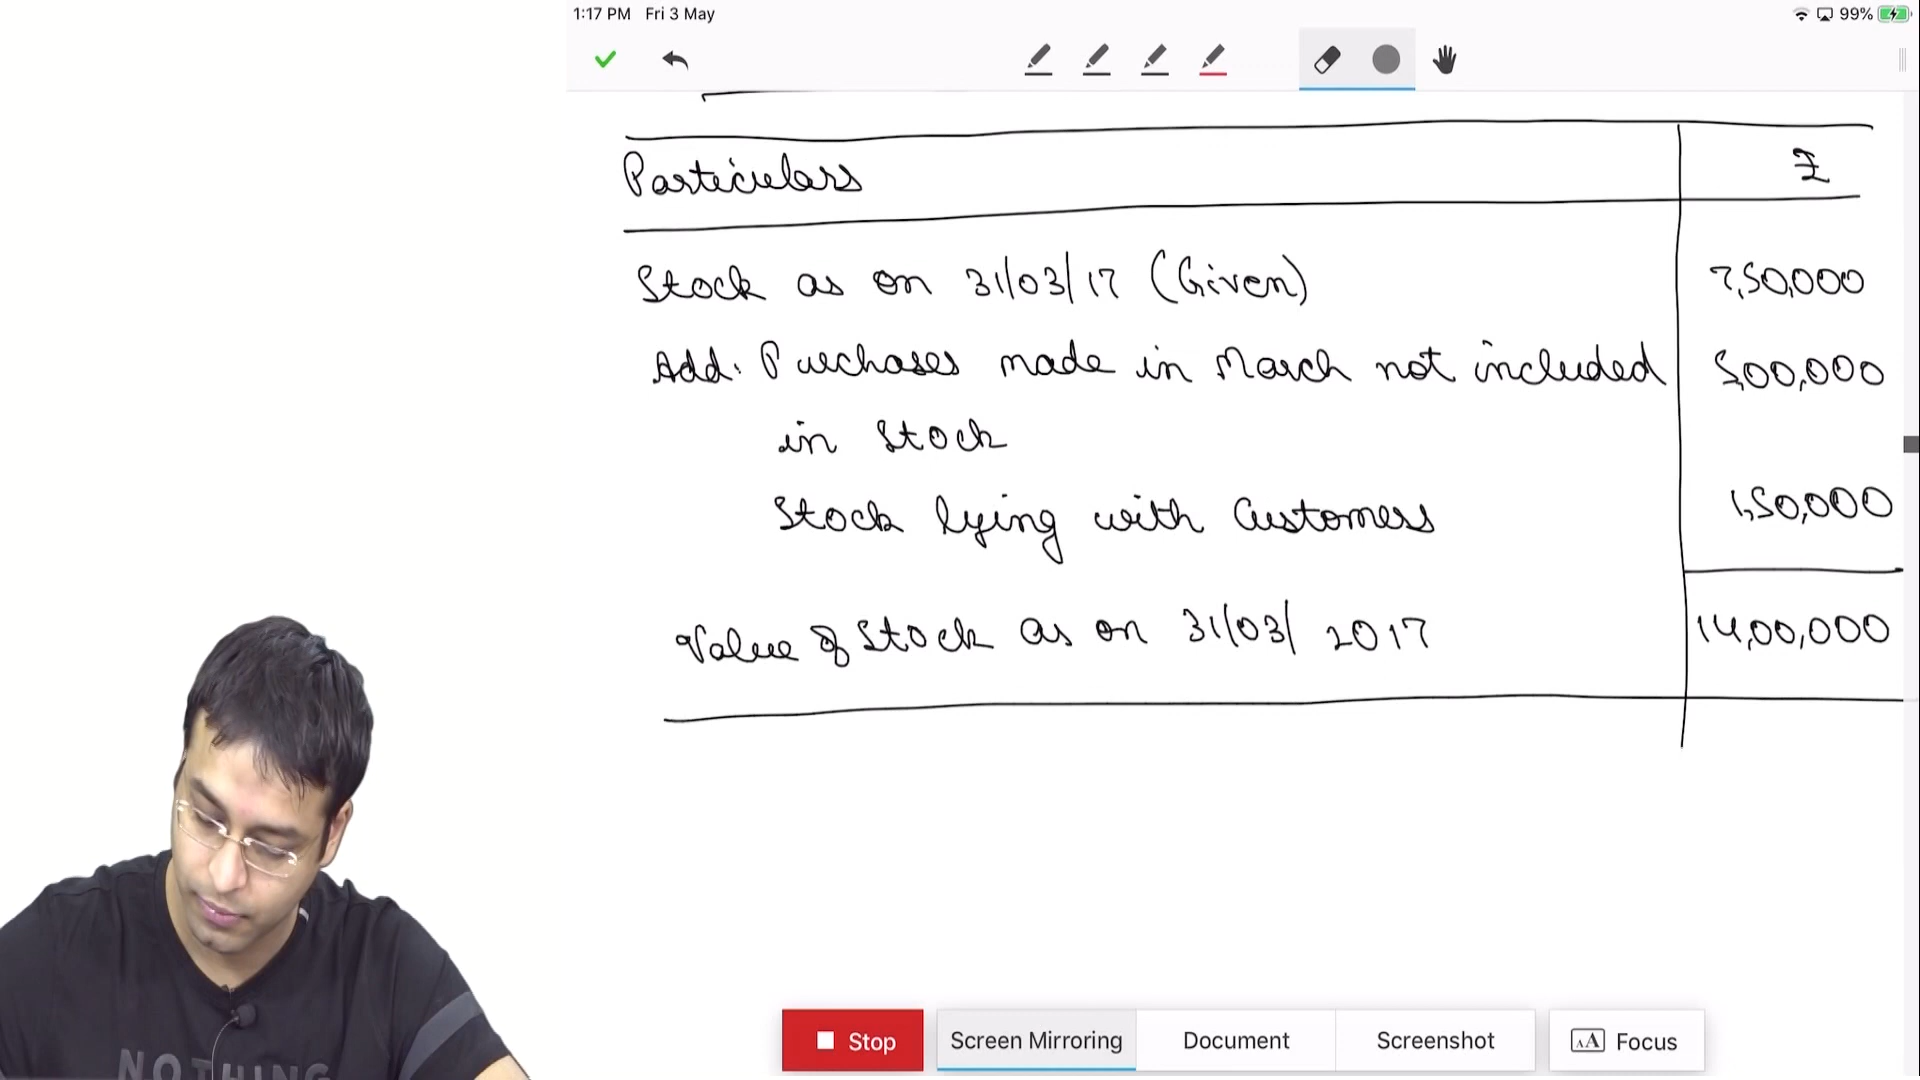 1:17 PM Fri 3 May 99%
Particulars ₹
Stock as on 31/03/17 (Given) 7,50,000
Add: Purchases made in March not included 5,00,000
in Stock
Stock lying with Customers 1,50,000
Value of Stock as on 31/03/2017 14,00,000
NOTHING
Stop Screen Mirroring Document Screenshot AA Focus